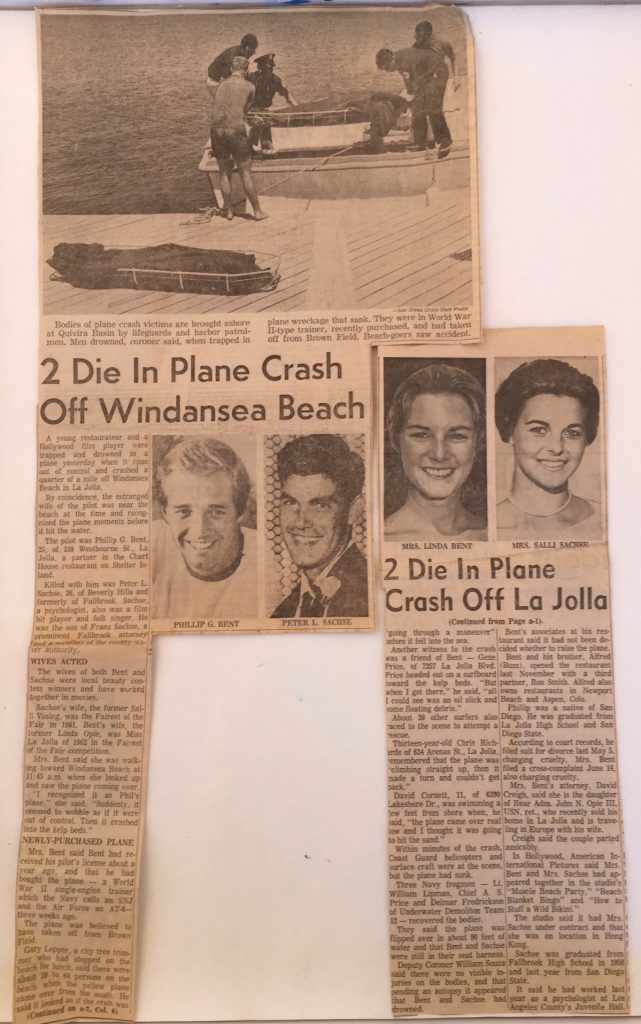 —San Diego Union Staff Photo
Bodies of plane crash victims are brought ashore
at Quivira Basin by lifeguards and harbor patrol-
men. Men drowned, coroner said, when trapped in
plane wreckage that sank. They were in World War
II-type trainer, recently purchased, and had taken
off from Brown Field. Beach-goers saw accident.
2 Die In Plane Crash
Off Windansea Beach
A young restaurateur and a
Hollywood film player were
trapped and drowned in a
plane yesterday when it spun
out of control and crashed a
quarter of a mile off Windansea
Beach in La Jolla.
By coincidence, the estranged
wife of the pilot was near the
beach at the time and recog-
nized the plane moments before
it hit the water.
The pilot was Phillip G. Bent,
25, of 259 Westbourne St., La
Jolla, a partner in the Chart
House restaurant on Shelter Is-
land.
Killed with him was Peter L.
Sachse, 26, of Beverly Hills and
formerly of Fallbrook. Sachse,
a psychologist, also was a film
bit player and folk singer. He
was the son of Franz Sachse, a
prominent Fallbrook attorney
and a member of the county wa-
ter authority.
PHILLIP G. BENT
PETER L. SACHSE
WIVES ACTED
The wives of both Bent and
Sachse were local beauty con-
test winners and have worked
together in movies.
Sachse's wife, the former Sal-
li Vining, was the Fairest of the
Fair in 1961. Bent's wife, the
former Linda Opie, was Miss
La Jolla of 1962 in the Fairest
of the Fair competition.
Mrs. Bent said she was walk-
ing toward Windansea Beach at
11:45 a.m. when she looked up
and saw the plane coming over.
"I recognized it as Phil's
plane," she said. "Suddenly, it
seemed to wobble as if it were
out of control. Then it crashed
into the kelp beds."
NEWLY-PURCHASED PLANE
Mrs. Bent said Bent had re-
ceived his pilot's license about a
year ago, and that he had
bought the plane — a World
War II single-engine trainer
which the Navy calls an SNJ
and the Air Force an AT-6—
three weeks ago.
The plane was believed to
have taken off from Brown
Field.
Gary Lepper, a city tree trim-
mer who had stopped on the
beach for lunch, said there were
about 50 to 60 persons on the
beach when the yellow plane
came over from the south. He
said it looked as if the craft was
(Continued on a-2, Col. 8)
MRS. LINDA BENT
MRS. SALLI SACHSE
2 Die In Plane
Crash Off La Jolla
(Continued from Page a-1)
"going through a maneuver"
before it fell into the sea.
Another witness to the crash
was a friend of Bent — Gene
Price, of 7257 La Jolla Blvd.
Price headed out on a surfboard
toward the kelp beds. "But
when I got there," he said, "all
I could see was an oil slick and
some floating debris."
About 20 other surfers also
raced to the scene to attempt a
rescue.
Thirteen-year-old Chris Rich-
ards of 634 Arenas St., La Jolla,
remembered that the plane was
"climbing straight up, then it
made a turn and couldn't get
back."
David Cornett, 11, of 6390
Lakeshore Dr., was swimming a
few feet from shore when, he
said, "the plane came over real
low and I thought it was going
to hit the sand."
Within minutes of the crash,
Coast Guard helicopters and
surface craft were at the scene,
but the plane had sunk.
Three Navy frogmen — Lt.
William Lipman, Chief A. S.
Price and Delmar Fredrickson
of Underwater Demolition Team
12 — recovered the bodies.
They said the plane was
flipped over in about 90 feet of
water and that Bent and Sachse
were still in their seat harness.
Deputy Coroner William Souza
said there were no visible in-
juries on the bodies, and that
pending an autopsy it appeared
that Bent and Sachse had
drowned.
Bent's associates at his res-
taurant said it had not been de-
cided whether to raise the plane.
Bent and his brother, Alfred
(Buzz), opened the restaurant
last November with a third
partner, Ron Smith. Alfred also
owns restaurants in Newport
Beach and Aspen, Colo.
Phillip was a native of San
Diego. He was graduated from
La Jolla High School and San
Diego State.
According to court records, he
filed suit for divorce last May 5,
charging cruelty. Mrs. Bent
filed a cross-complaint June 14,
also charging cruelty.
Mrs. Bent's attorney, David
Creigh, said she is the daughter
of Rear Adm. John N. Opie III,
USN, ret., who recently sold his
home in La Jolla and is travel-
ing in Europe with his wife.
Creigh said the couple parted
amicably.
In Hollywood, American In-
ternational Pictures said Mrs.
Bent and Mrs. Sachse had ap-
peared together in the studio's
"Muscle Beach Party," "Beach
Blanket Bingo" and "How to
Stuff a Wild Bikini."
The studio said it had Mrs.
Sachse under contract and that
she was on location in Hong
Kong.
Sachse was graduated from
Fallbrook High School in 1958
and last year from San Diego
State.
It said he had worked last
year as a psychologist at Los
Angeles County's Juvenile Hall.